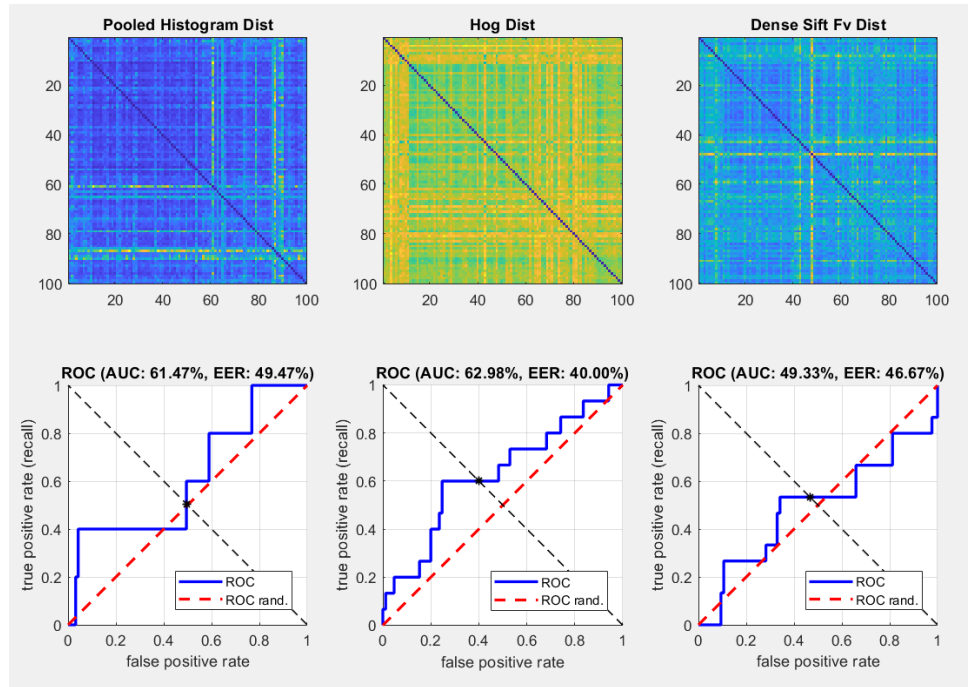 Pooled Histogram Dist
20
40
60
80
100
20 40 60 80 100
Hog Dist
20
40
60
80
100
20 40 60 80 100
Dense Sift Fv Dist
20
40
60
80
100
20 40 60 80 100
ROC (AUC: 61.47%, EER: 49.47%)
true positive rate (recall)
1
0.8
0.6
0.4
0.2
0
ROC
ROC rand.
0 0.2 0.4 0.6 0.8 1
false positive rate
ROC (AUC: 62.98%, EER: 40.00%)
true positive rate (recall)
1
0.8
0.6
0.4
0.2
0
ROC
ROC rand.
0 0.2 0.4 0.6 0.8 1
false positive rate
ROC (AUC: 49.33%, EER: 46.67%)
true positive rate (recall)
1
0.8
0.6
0.4
0.2
0
ROC
ROC rand.
0 0.2 0.4 0.6 0.8 1
false positive rate